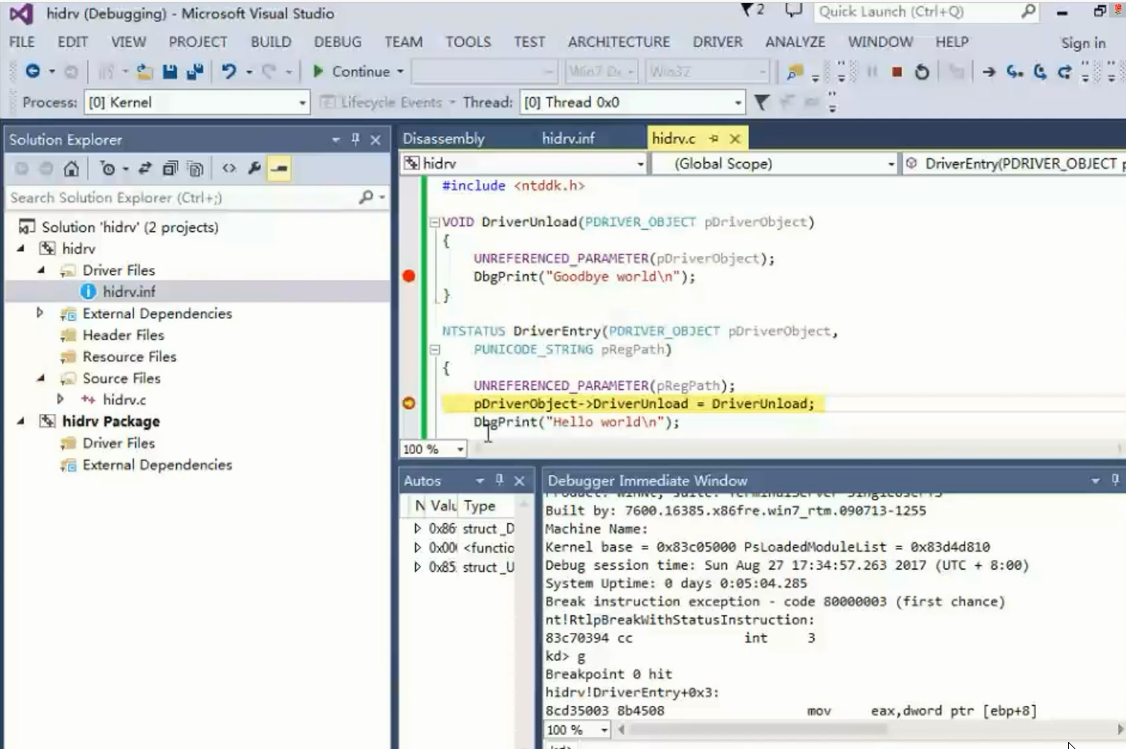 hidrv (Debugging) - Microsoft Visual Studio
2
Quick Launch (Ctrl+Q)
FILE EDIT VIEW PROJECT BUILD DEBUG TEAM TOOLS TEST ARCHITECTURE DRIVER ANALYZE WINDOW HELP Sign in
Continue Win7 De Win32
Process: [0] Kernel Lifecycle Events Thread: [0] Thread 0x0
Solution Explorer
Search Solution Explorer (Ctrl+;)
Solution 'hidrv' (2 projects)
hidrv
Driver Files
hidrv.inf
External Dependencies
Header Files
Resource Files
Source Files
hidrv.c
hidrv Package
Driver Files
External Dependencies
Disassembly hidrv.inf hidrv.c
hidrv (Global Scope) DriverEntry(PDRIVER_OBJECT p
#include <ntddk.h>
VOID DriverUnload(PDRIVER_OBJECT pDriverObject)
{
UNREFERENCED_PARAMETER(pDriverObject);
DbgPrint("Goodbye world\n");
}
NTSTATUS DriverEntry(PDRIVER_OBJECT pDriverObject,
PUNICODE_STRING pRegPath)
{
UNREFERENCED_PARAMETER(pRegPath);
pDriverObject->DriverUnload = DriverUnload;
DbgPrint("Hello world\n");
100 %
Autos
N Valu Type
0x86 struct _D
0x00 <functio
0x85 struct _U
Debugger Immediate Window
Product: WinNt, suite: TerminalServer SingleUserTS
Built by: 7600.16385.x86fre.win7_rtm.090713-1255
Machine Name:
Kernel base = 0x83c05000 PsLoadedModuleList = 0x83d4d810
Debug session time: Sun Aug 27 17:34:57.263 2017 (UTC + 8:00)
System Uptime: 0 days 0:05:04.285
Break instruction exception - code 80000003 (first chance)
nt!RtlpBreakWithStatusInstruction:
83c70394 cc int 3
kd> g
Breakpoint 0 hit
hidrv!DriverEntry+0x3:
8cd35003 8b4508 mov eax,dword ptr [ebp+8]
100 %
kd>